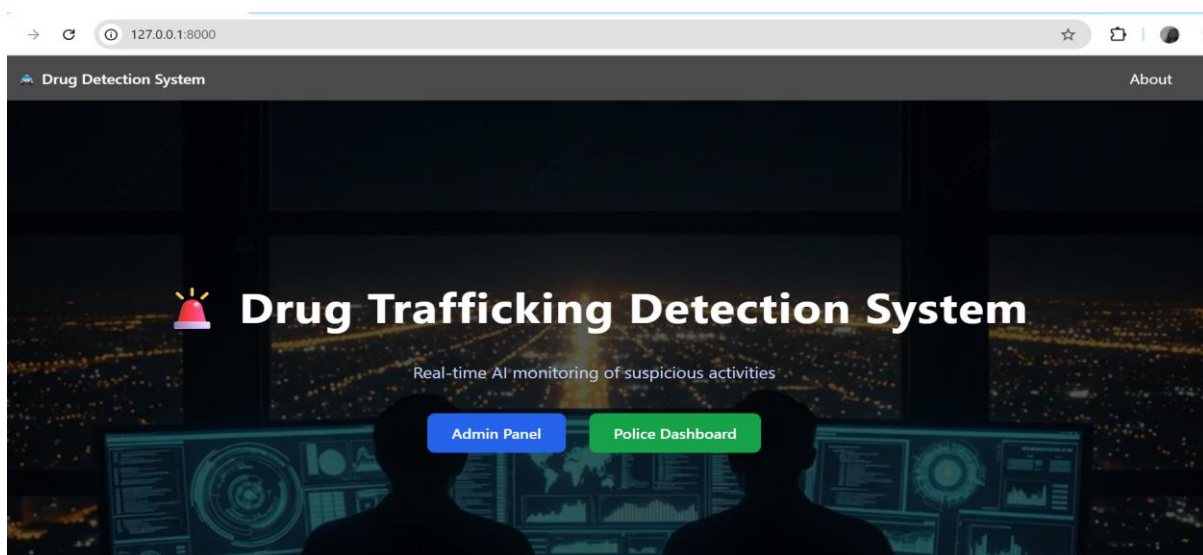 127.0.0.1:8000
Drug Detection System
About
Drug Trafficking Detection System
Real-time AI monitoring of suspicious activities
Admin Panel
Police Dashboard